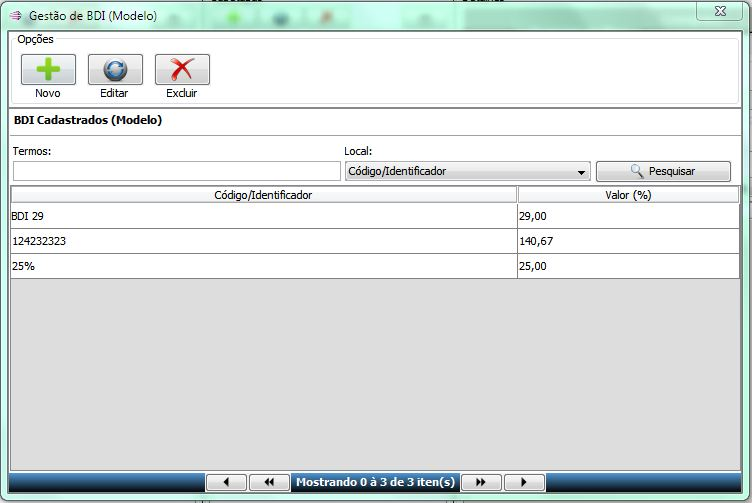 Gestão de BDI (Modelo)
Opções
Novo Editar Excluir
BDI Cadastrados (Modelo)
Termos: Local:
Código/Identificador Pesquisar
Código/Identificador Valor (%)
BDI 29 29,00
124232323 140,67
25% 25,00
Mostrando 0 à 3 de 3 iten(s)